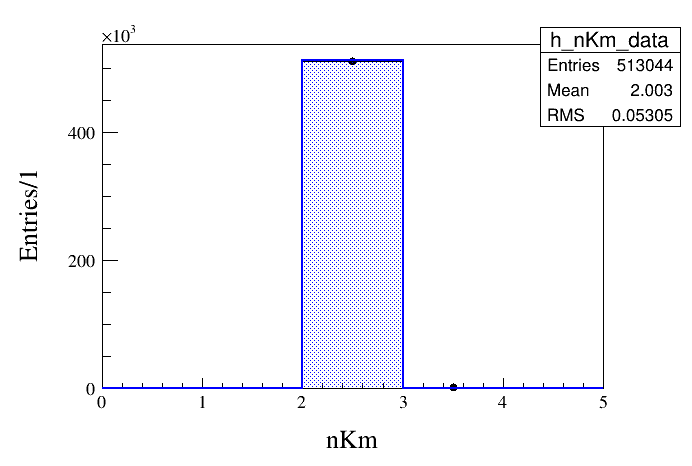 ×10³
h_nKm_data
Entries 513044
Mean 2.003
RMS 0.05305
400
200
0
Entries/1
0 1 2 3 4 5
nKm